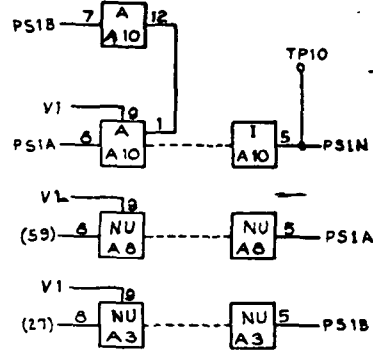 PS1B 7 A A10 12
TP10
V1 9
PS1A 8 A A10 1 I A10 5 PS1N
V2 9
(59) 8 NU A8 NU A8 5 PS1A
V1 9
(27) 8 NU A3 NU A3 5 PS1B